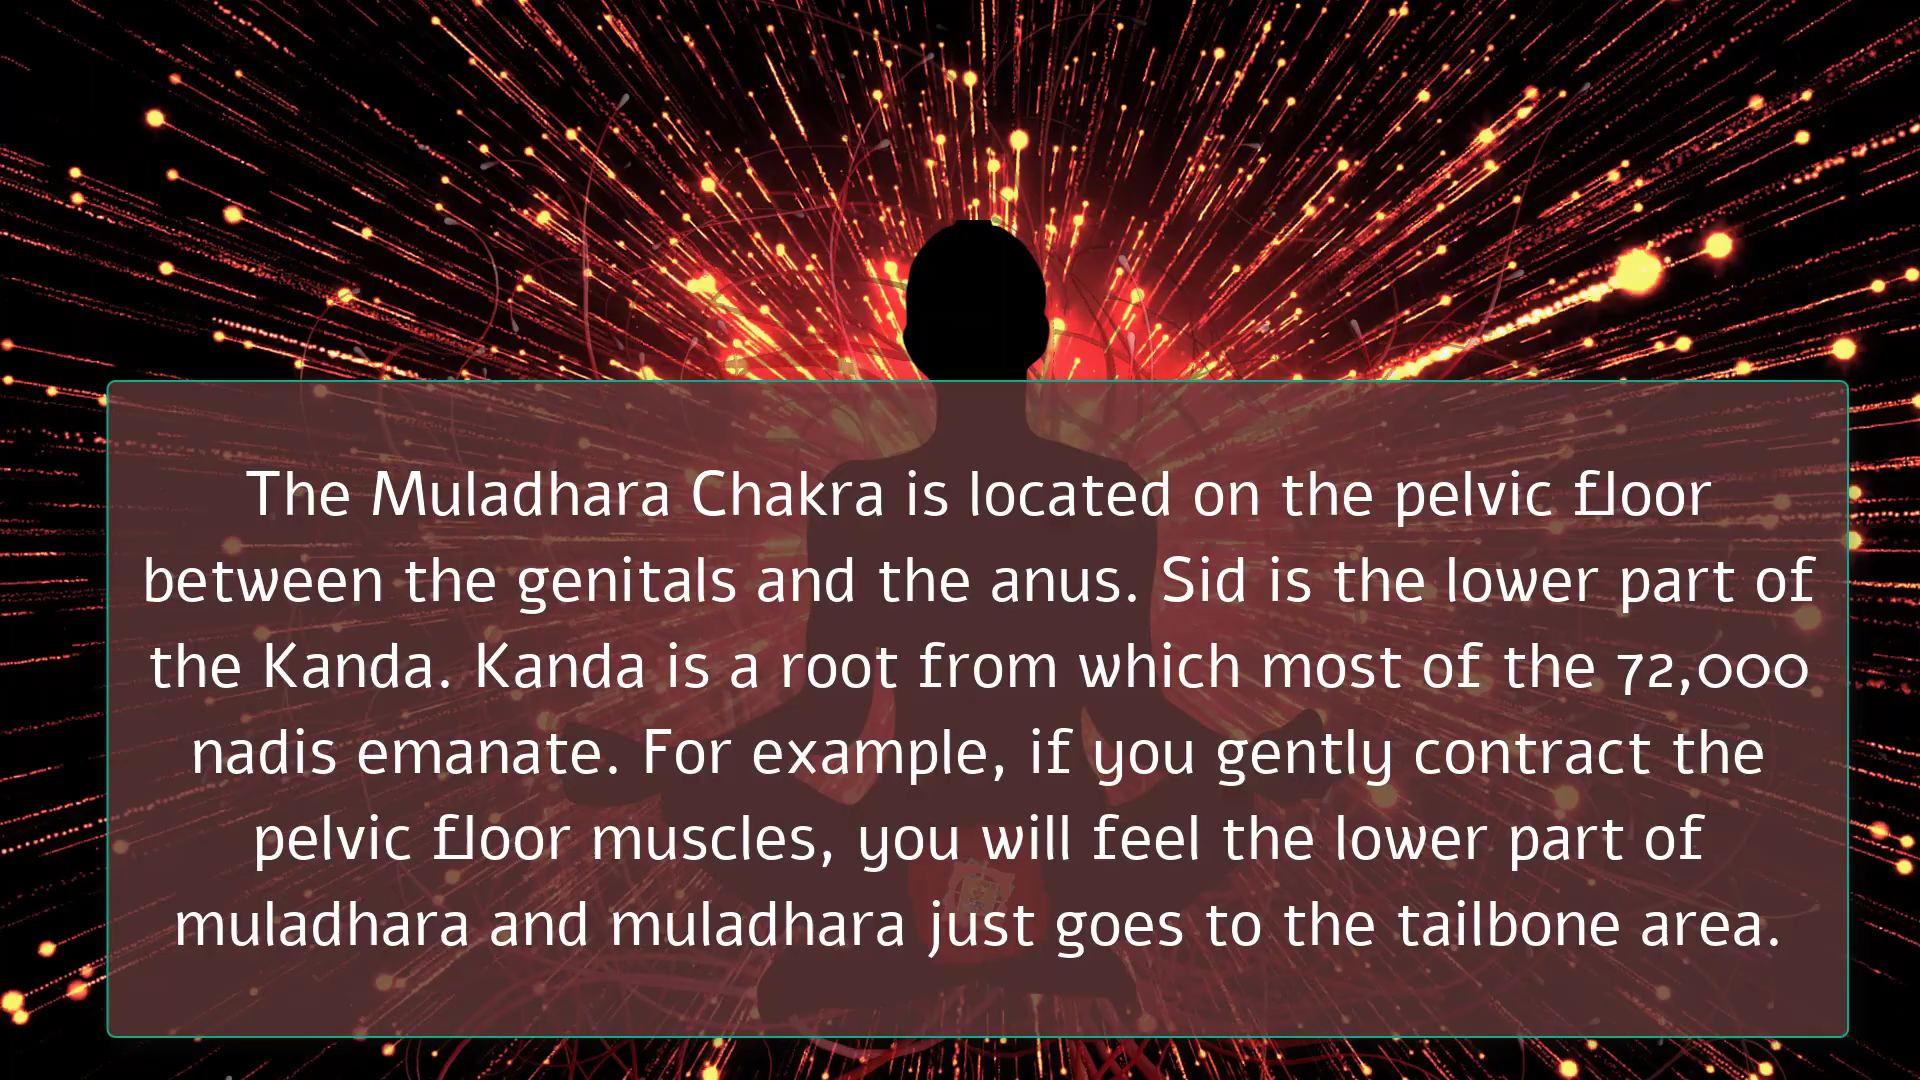 The Muladhara Chakra is located on the pelvic floor
between the genitals and the anus. Sid is the lower part of
the Kanda. Kanda is a root from which most of the 72,000
nadis emanate. For example, if you gently contract the
pelvic floor muscles, you will feel the lower part of
muladhara and muladhara just goes to the tailbone area.